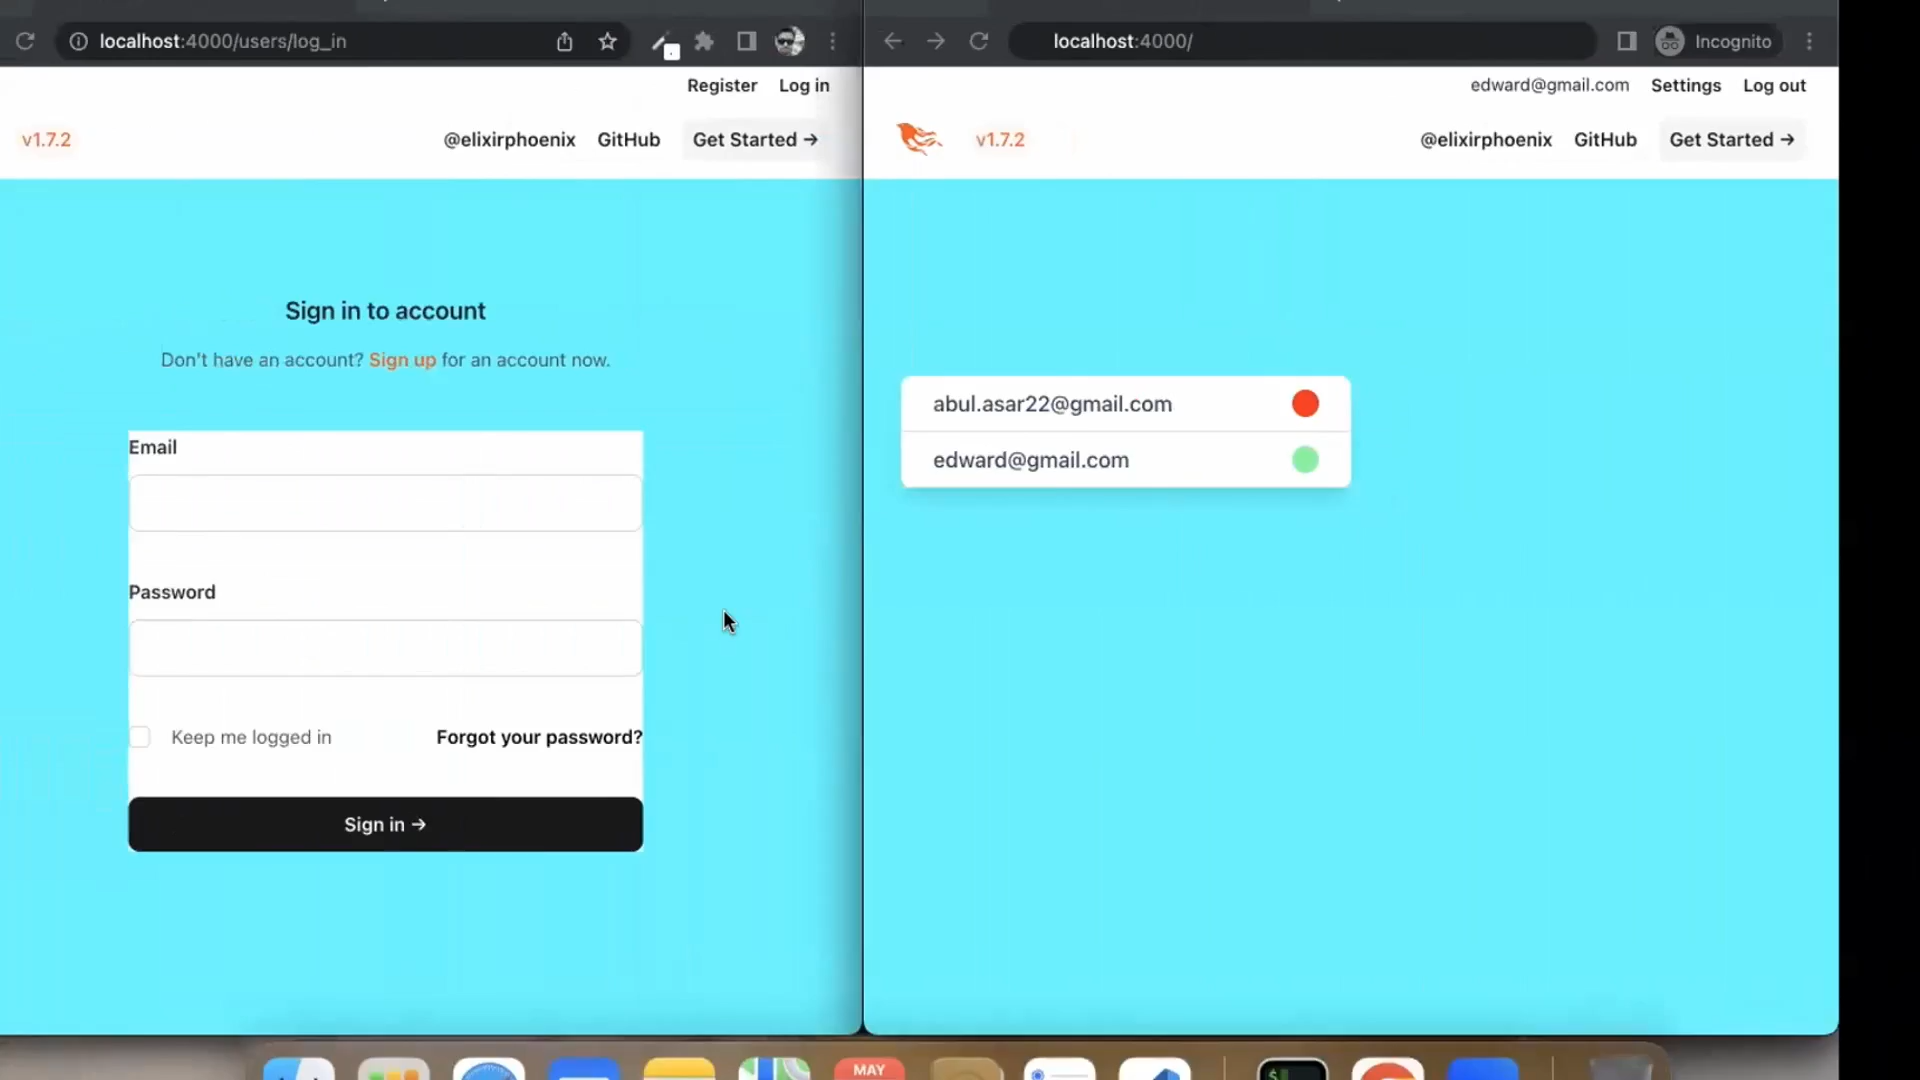 localhost:4000/users/log_in
Register Log in
v1.7.2 @elixirphoenix GitHub Get Started →
Sign in to account
Don't have an account? Sign up for an account now.
Email
Password
Keep me logged in Forgot your password?
Sign in →
localhost:4000/ Incognito
edward@gmail.com Settings Log out
v1.7.2 @elixirphoenix GitHub Get Started →
abul.asar22@gmail.com
edward@gmail.com
MAY
$